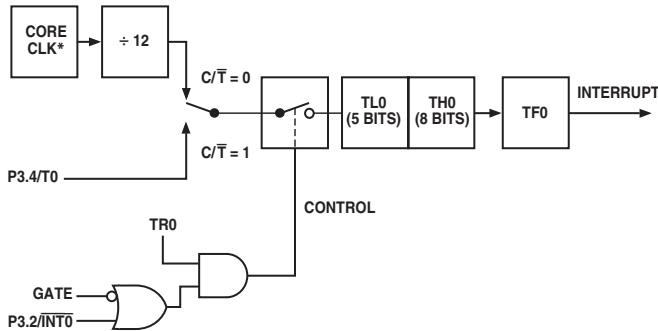 CORE
CLK*
÷ 12
C/T̅ = 0
C/T̅ = 1
P3.4/T0
TL0
(5 BITS)
TH0
(8 BITS)
TF0
INTERRUPT
CONTROL
TR0
GATE
P3.2/I̅N̅T̅0̅